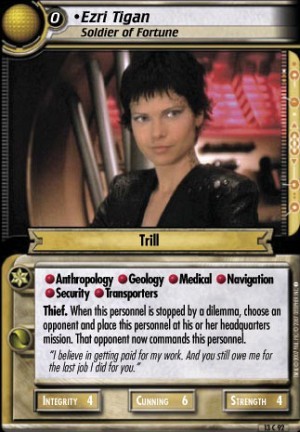 0 •Ezri Tigan
Soldier of Fortune
Trill
Anthropology Geology Medical Navigation
Security Transporters
Thief. When this personnel is stopped by a dilemma, choose an
opponent and place this personnel at his or her headquarters
mission. That opponent now commands this personnel.
"I believe in getting paid for my work. And you still owe me for
the last job I did for you."
INTEGRITY 4 CUNNING 6 STRENGTH 4